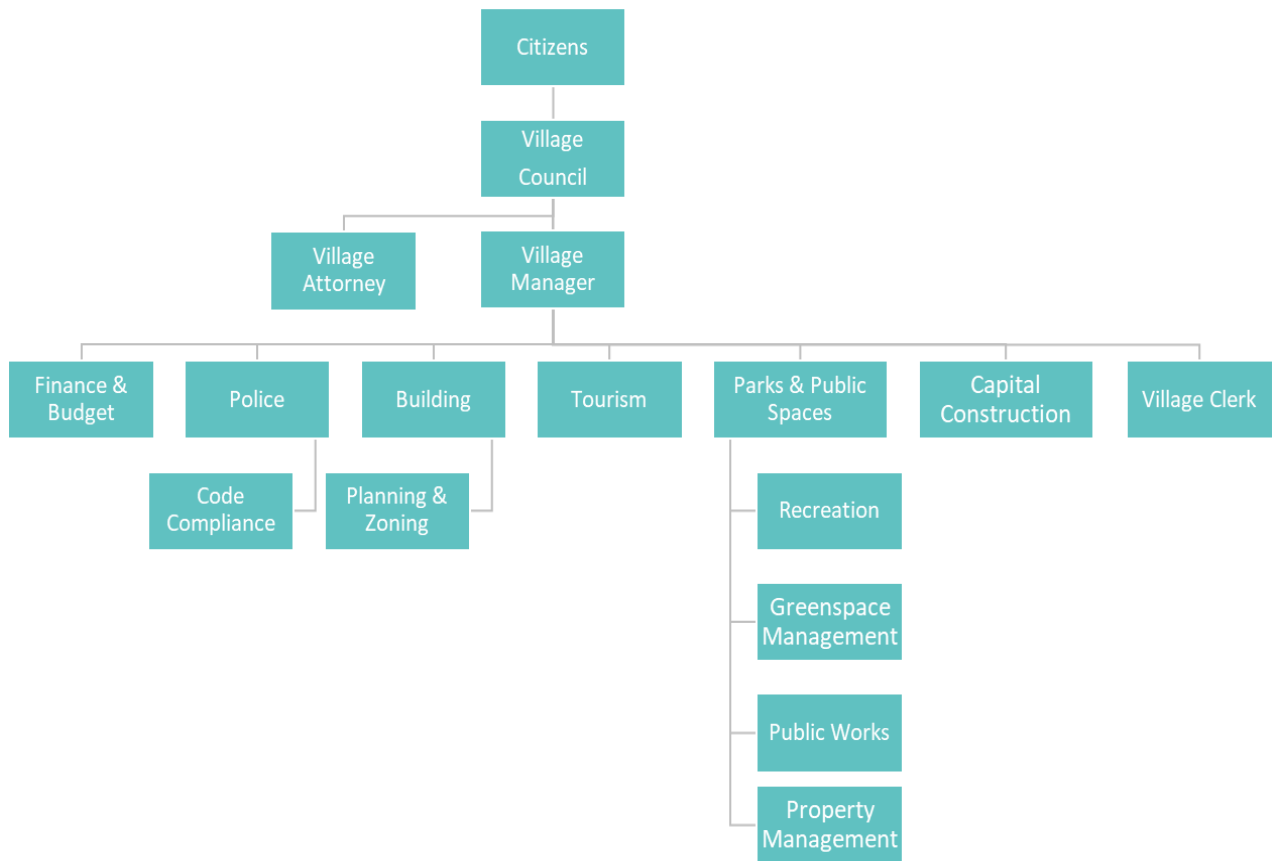 Citizens
Village
Council
Village
Attorney
Village
Manager
Finance &
Budget
Police
Building
Tourism
Parks & Public
Spaces
Capital
Construction
Village Clerk
Code
Compliance
Planning &
Zoning
Recreation
Greenspace
Management
Public Works
Property
Management